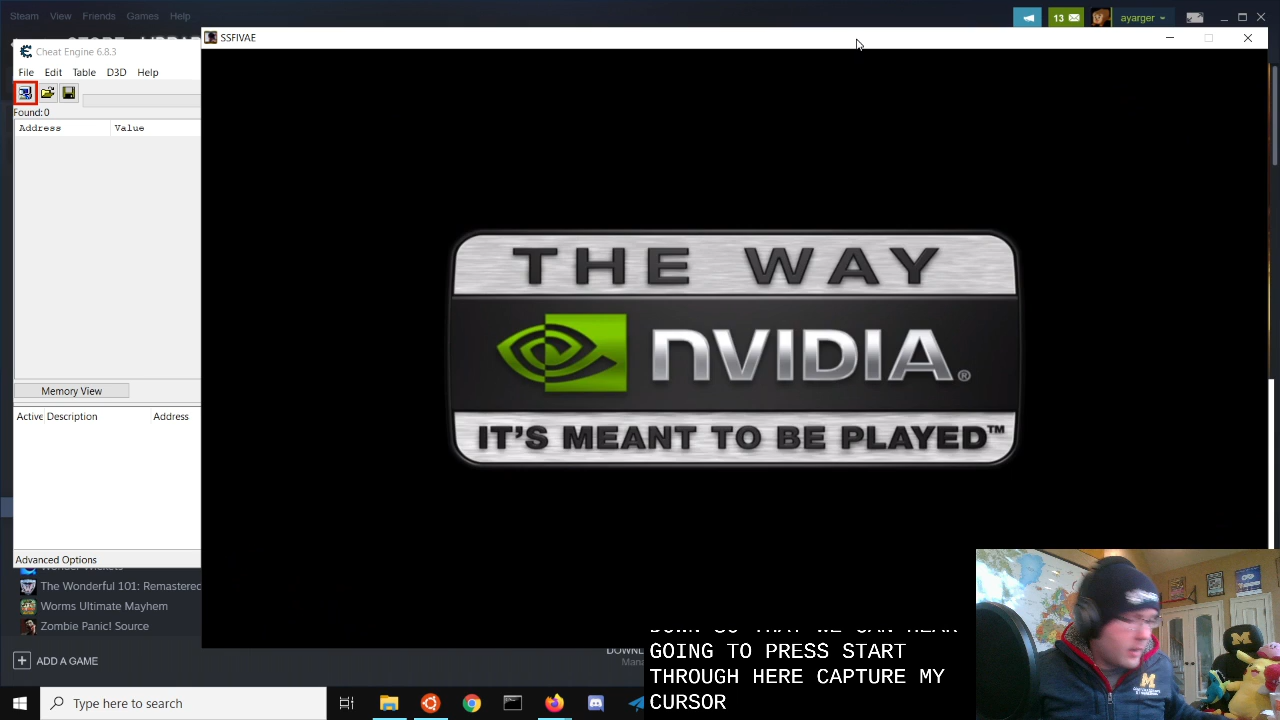 Steam View Friends Games Help
13 ayarger
SSFIVAE
Cheat Engine 6.8.3
File Edit Table D3D Help
Found:0
Address Value
THE WAY
NVIDIA®
IT'S MEANT TO BE PLAYED™
Memory View
Active Description Address
Advanced Options
The Wonderful 101: Remastered
Worms Ultimate Mayhem
Zombie Panic! Source
ADD A GAME
GOING TO PRESS START
THROUGH HERE CAPTURE MY
CURSOR
Type here to search